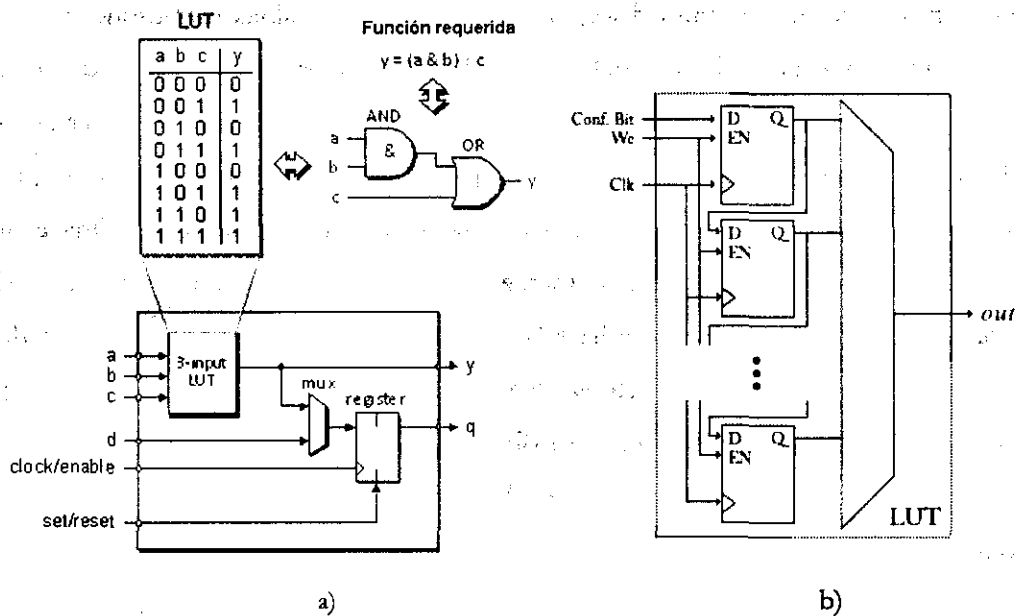 LUT
a b c y
0 0 0 0
0 0 1 1
0 1 0 0
0 1 1 1
1 0 0 0
1 0 1 1
1 1 0 1
1 1 1 1
Función requerida
y = (a & b) : c
AND
a
&
b
OR
|
c
y
a
b
c
3-input
LUT
mux
register
y
q
d
clock/enable
set/reset
a)
Conf. Bit
We
Clk
D Q
EN
D Q
EN
D Q
EN
out
LUT
b)